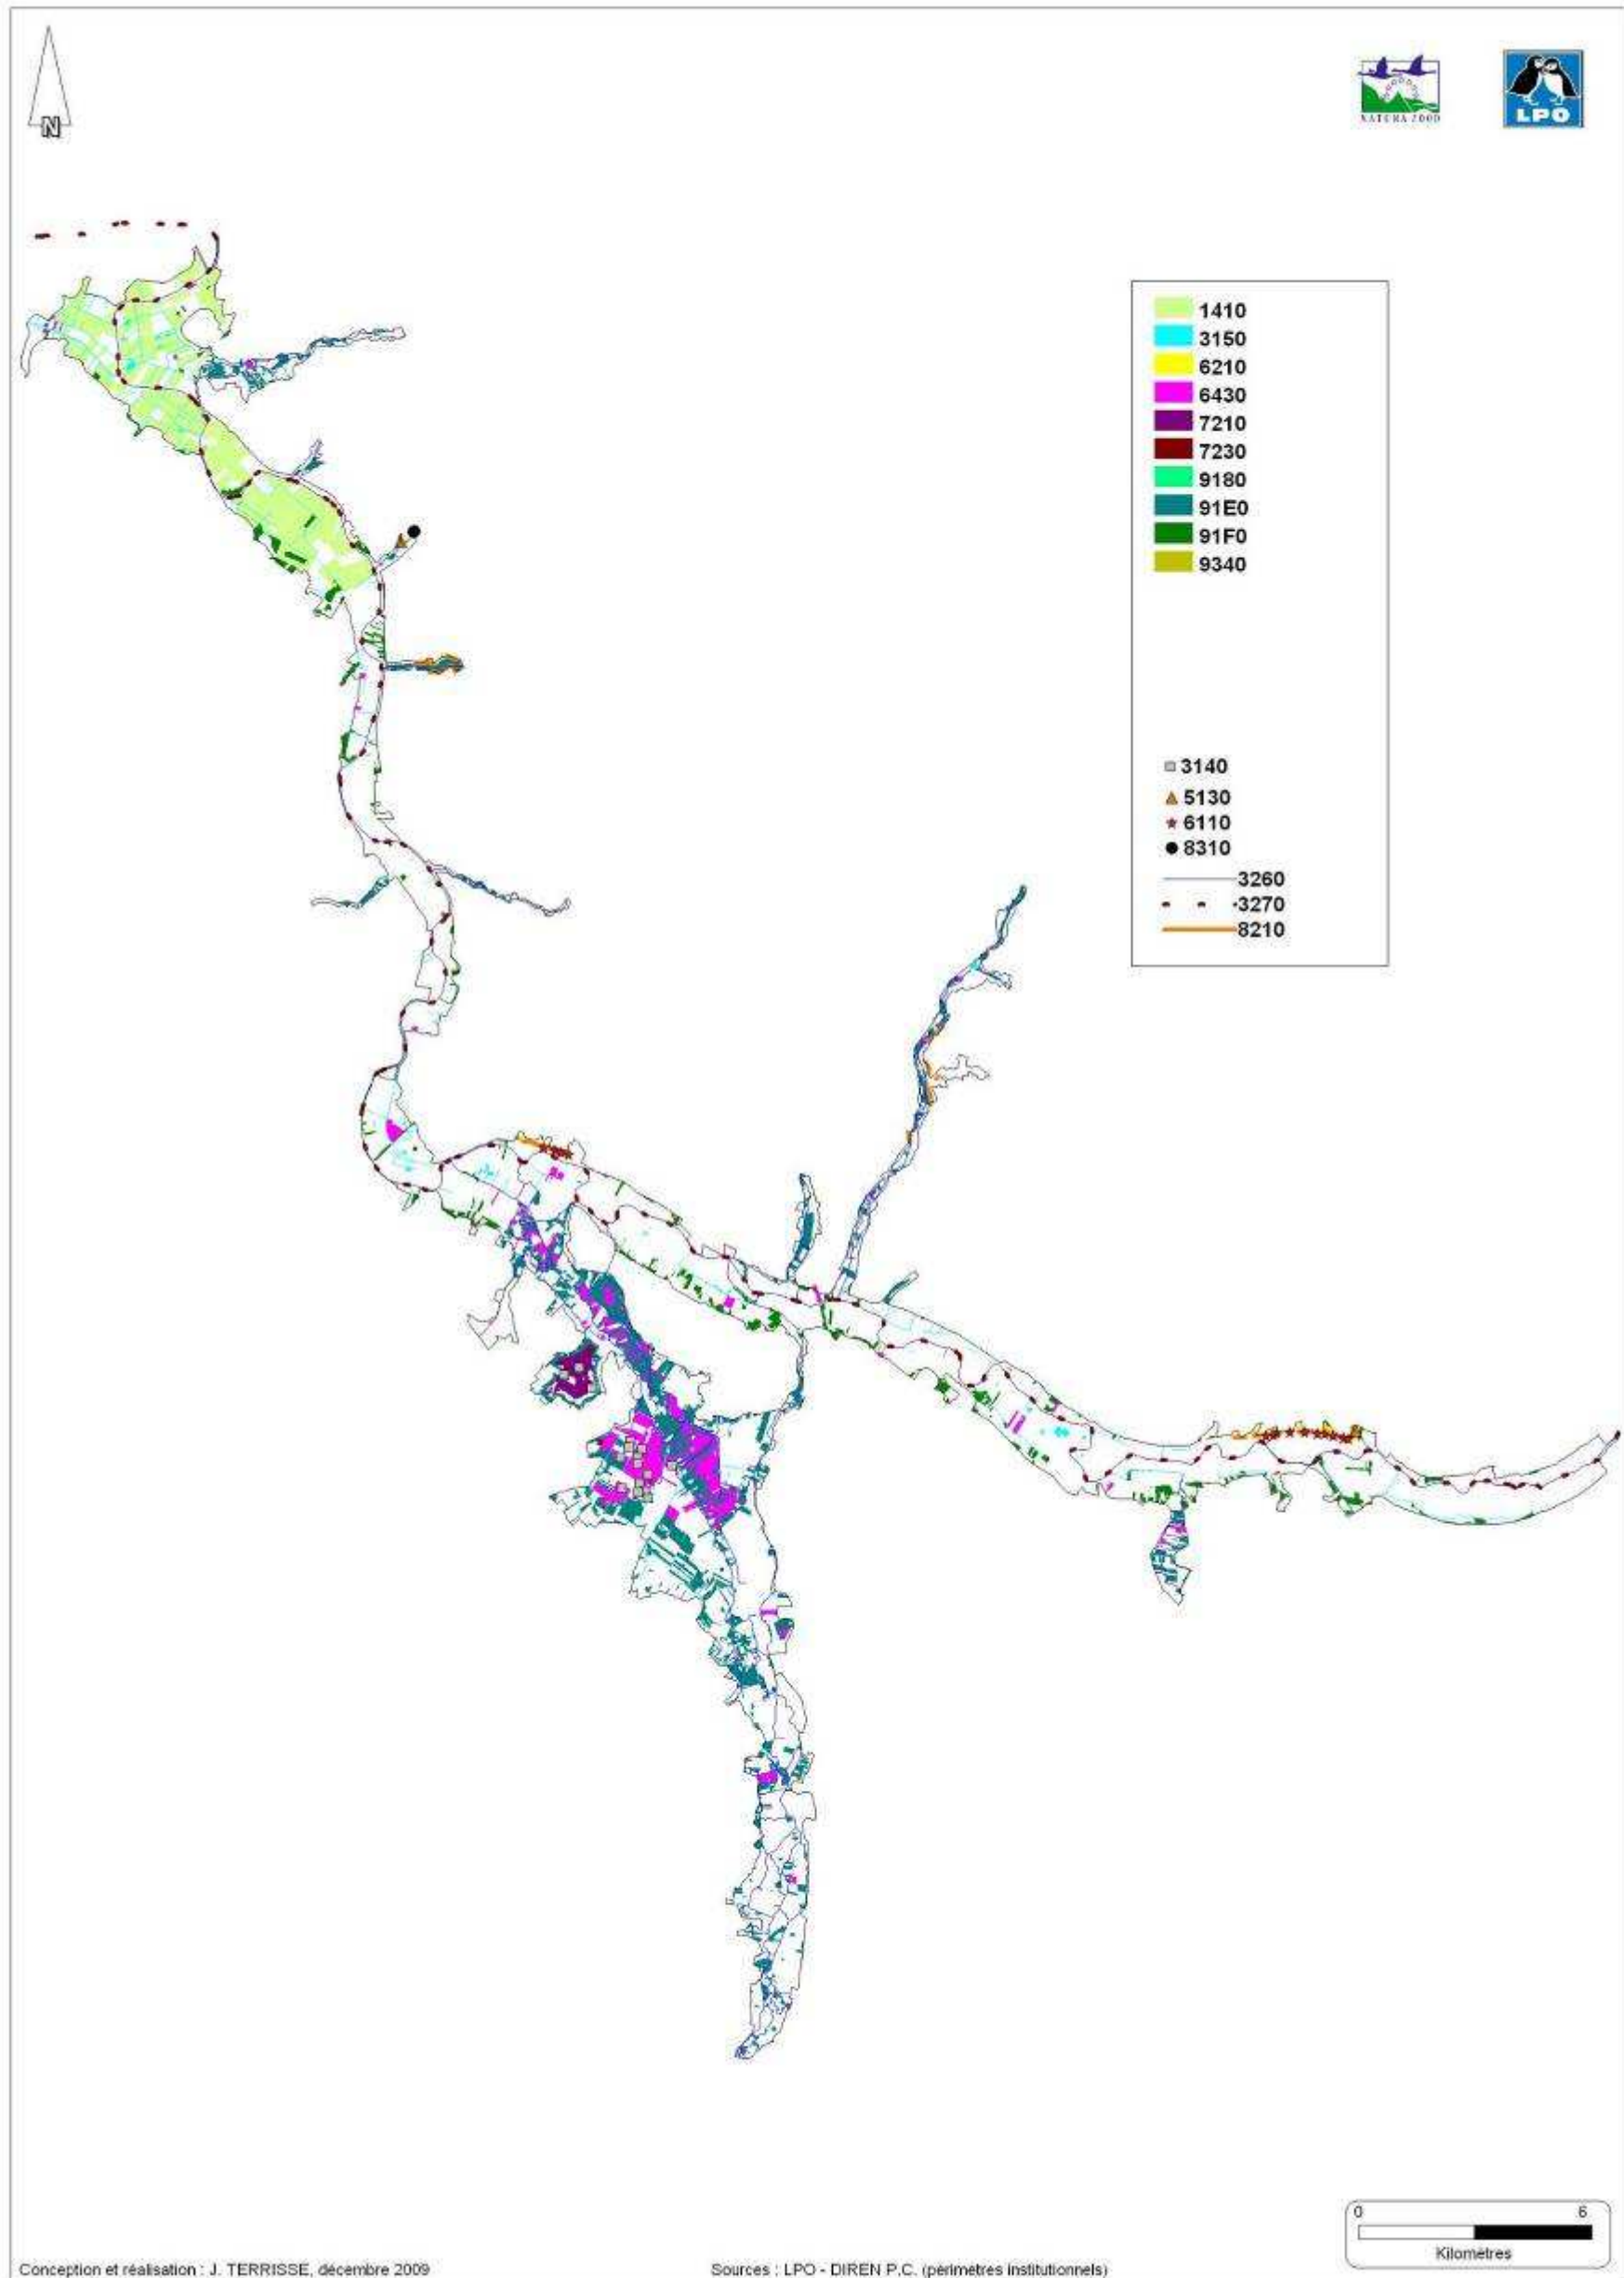 N
NATURA 2000
LPO
1410
3150
6210
6430
7210
7230
9180
91E0
91F0
9340
3140
5130
6110
8310
3260
3270
8210
0 6
Kilomètres
Conception et réalisation : J. TERRISSE, décembre 2009
Sources : LPO - DIREN P.C. (périmètres institutionnels)